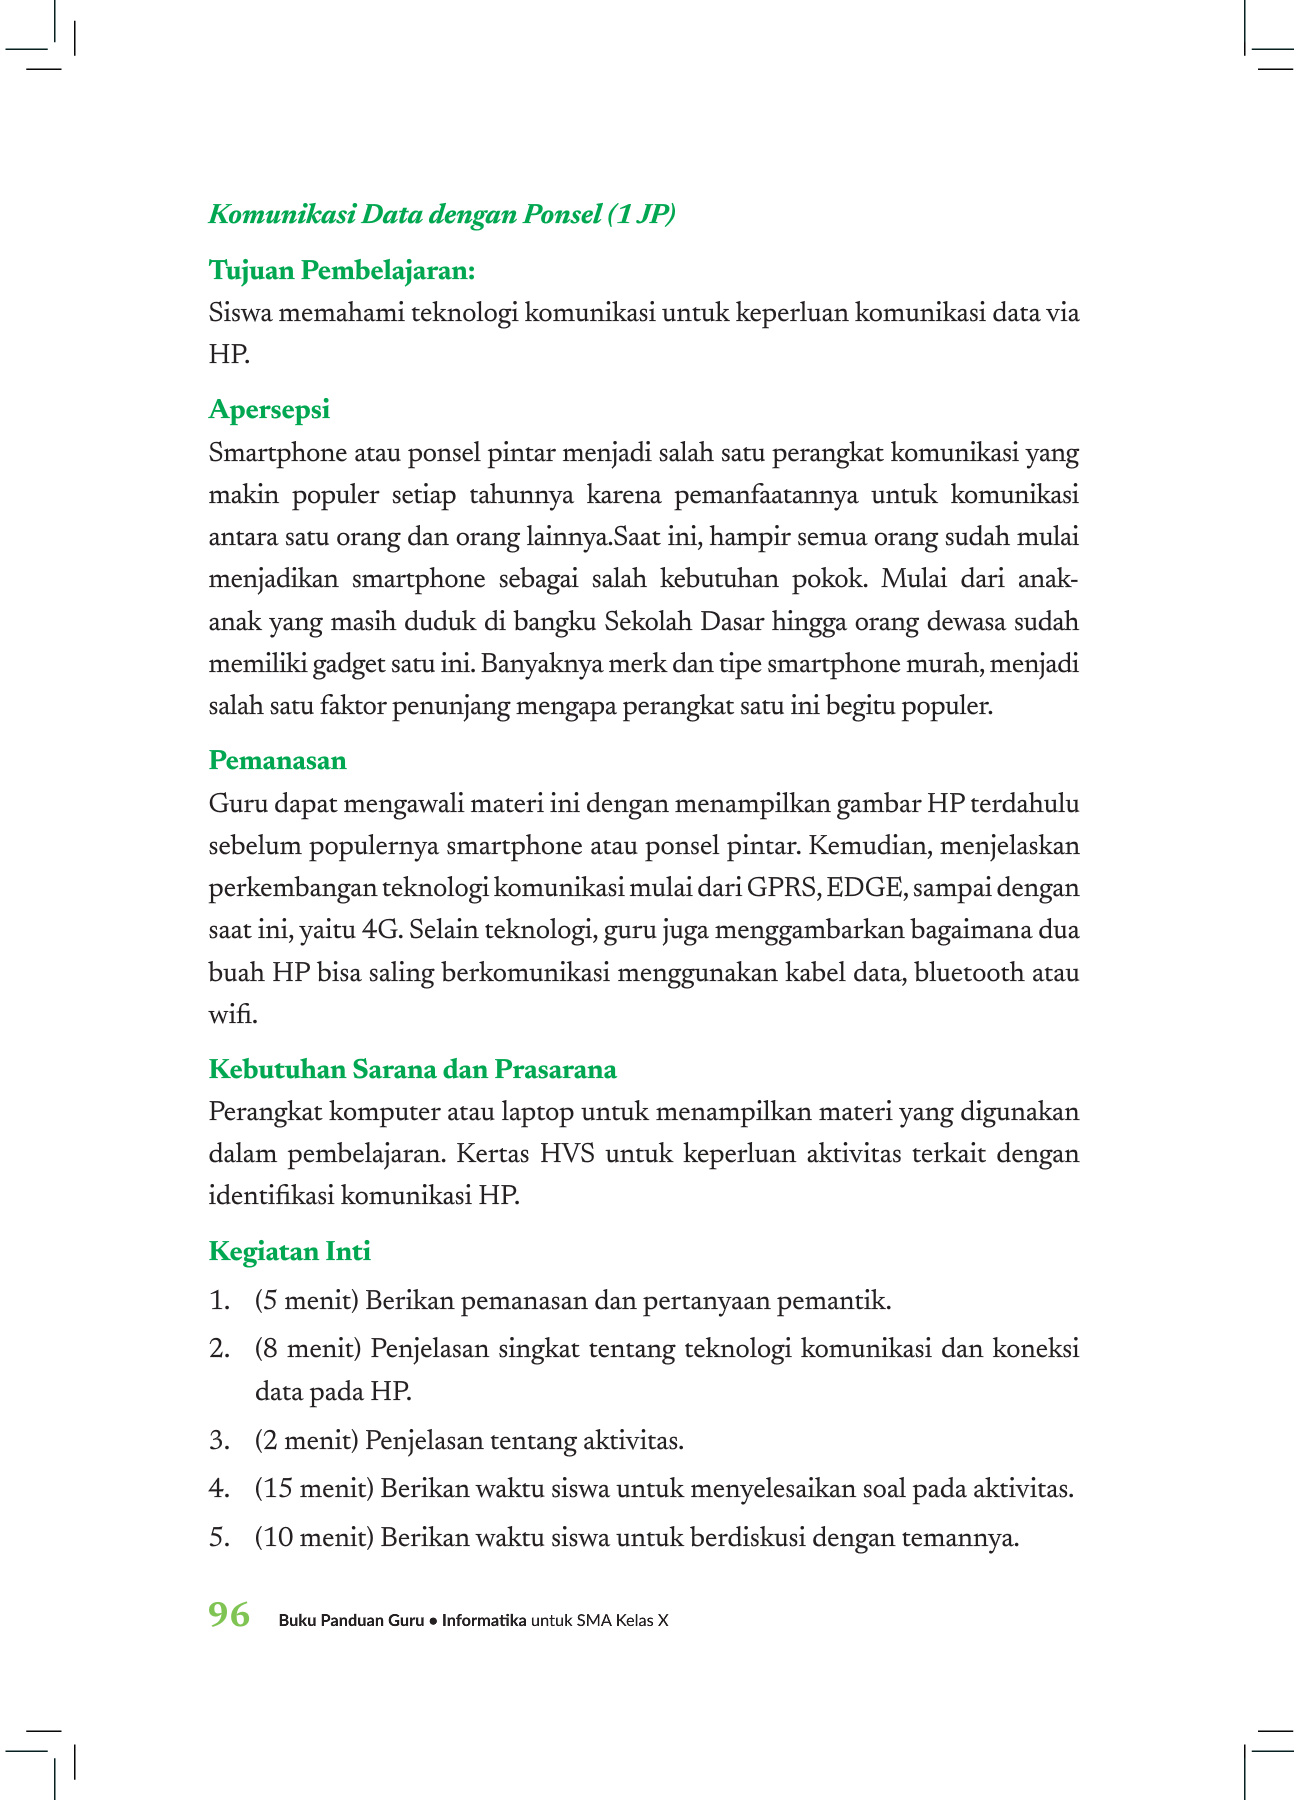 Komunikasi Data dengan Ponsel (1 JP)
Tujuan Pembelajaran:
Siswa memahami teknologi komunikasi untuk keperluan komunikasi data via
HP.
Apersepsi
Smartphone atau ponsel pintar menjadi salah satu perangkat komunikasi yang
makin populer setiap tahunnya karena pemanfaatannya untuk komunikasi
antara satu orang dan orang lainnya.Saat ini, hampir semua orang sudah mulai
menjadikan smartphone sebagai salah kebutuhan pokok. Mulai dari anak-
anak yang masih duduk di bangku Sekolah Dasar hingga orang dewasa sudah
memiliki gadget satu ini. Banyaknya merk dan tipe smartphone murah, menjadi
salah satu faktor penunjang mengapa perangkat satu ini begitu populer.
Pemanasan
Guru dapat mengawali materi ini dengan menampilkan gambar HP terdahulu
sebelum populernya smartphone atau ponsel pintar. Kemudian, menjelaskan
perkembangan teknologi komunikasi mulai dari GPRS, EDGE, sampai dengan
saat ini, yaitu 4G. Selain teknologi, guru juga menggambarkan bagaimana dua
buah HP bisa saling berkomunikasi menggunakan kabel data, bluetooth atau
wifi.
Kebutuhan Sarana dan Prasarana
Perangkat komputer atau laptop untuk menampilkan materi yang digunakan
dalam pembelajaran. Kertas HVS untuk keperluan aktivitas terkait dengan
identifikasi komunikasi HP.
Kegiatan Inti
1. (5 menit) Berikan pemanasan dan pertanyaan pemantik.
2. (8 menit) Penjelasan singkat tentang teknologi komunikasi dan koneksi
data pada HP.
3. (2 menit) Penjelasan tentang aktivitas.
4. (15 menit) Berikan waktu siswa untuk menyelesaikan soal pada aktivitas.
5. (10 menit) Berikan waktu siswa untuk berdiskusi dengan temannya.
96 Buku Panduan Guru • Informatika untuk SMA Kelas X